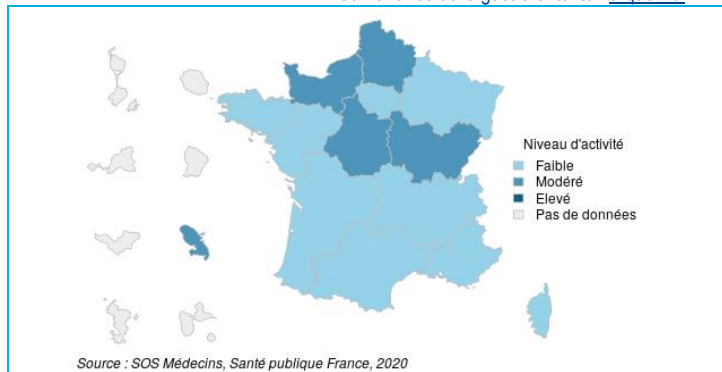 Niveau d'activité
Faible
Modéré
Elevé
Pas de données
Source : SOS Médecins, Santé publique France, 2020